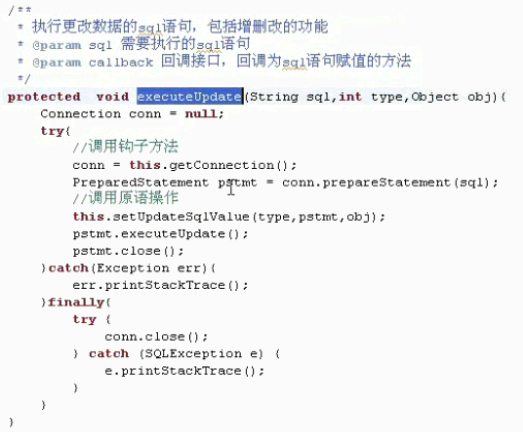 /**
 * 执行更改数据的sql语句，包括增删改的功能
 * @param sql 需要执行的sql语句
 * @param callback 回调接口，回调为sql语句赋值的方法
 */
protected  void executeUpdate(String sql,int type,Object obj){
    Connection conn = null;
    try{
        //调用钩子方法
        conn = this.getConnection();
        PreparedStatement pstmt = conn.prepareStatement(sql);
        //调用原语操作
        this.setUpdateSqlValue(type,pstmt,obj);
        pstmt.executeUpdate();
        pstmt.close();
    }catch(Exception err){
        err.printStackTrace();
    }finally{
        try {
            conn.close();
        } catch (SQLException e) {
            e.printStackTrace();
        }
    }
}